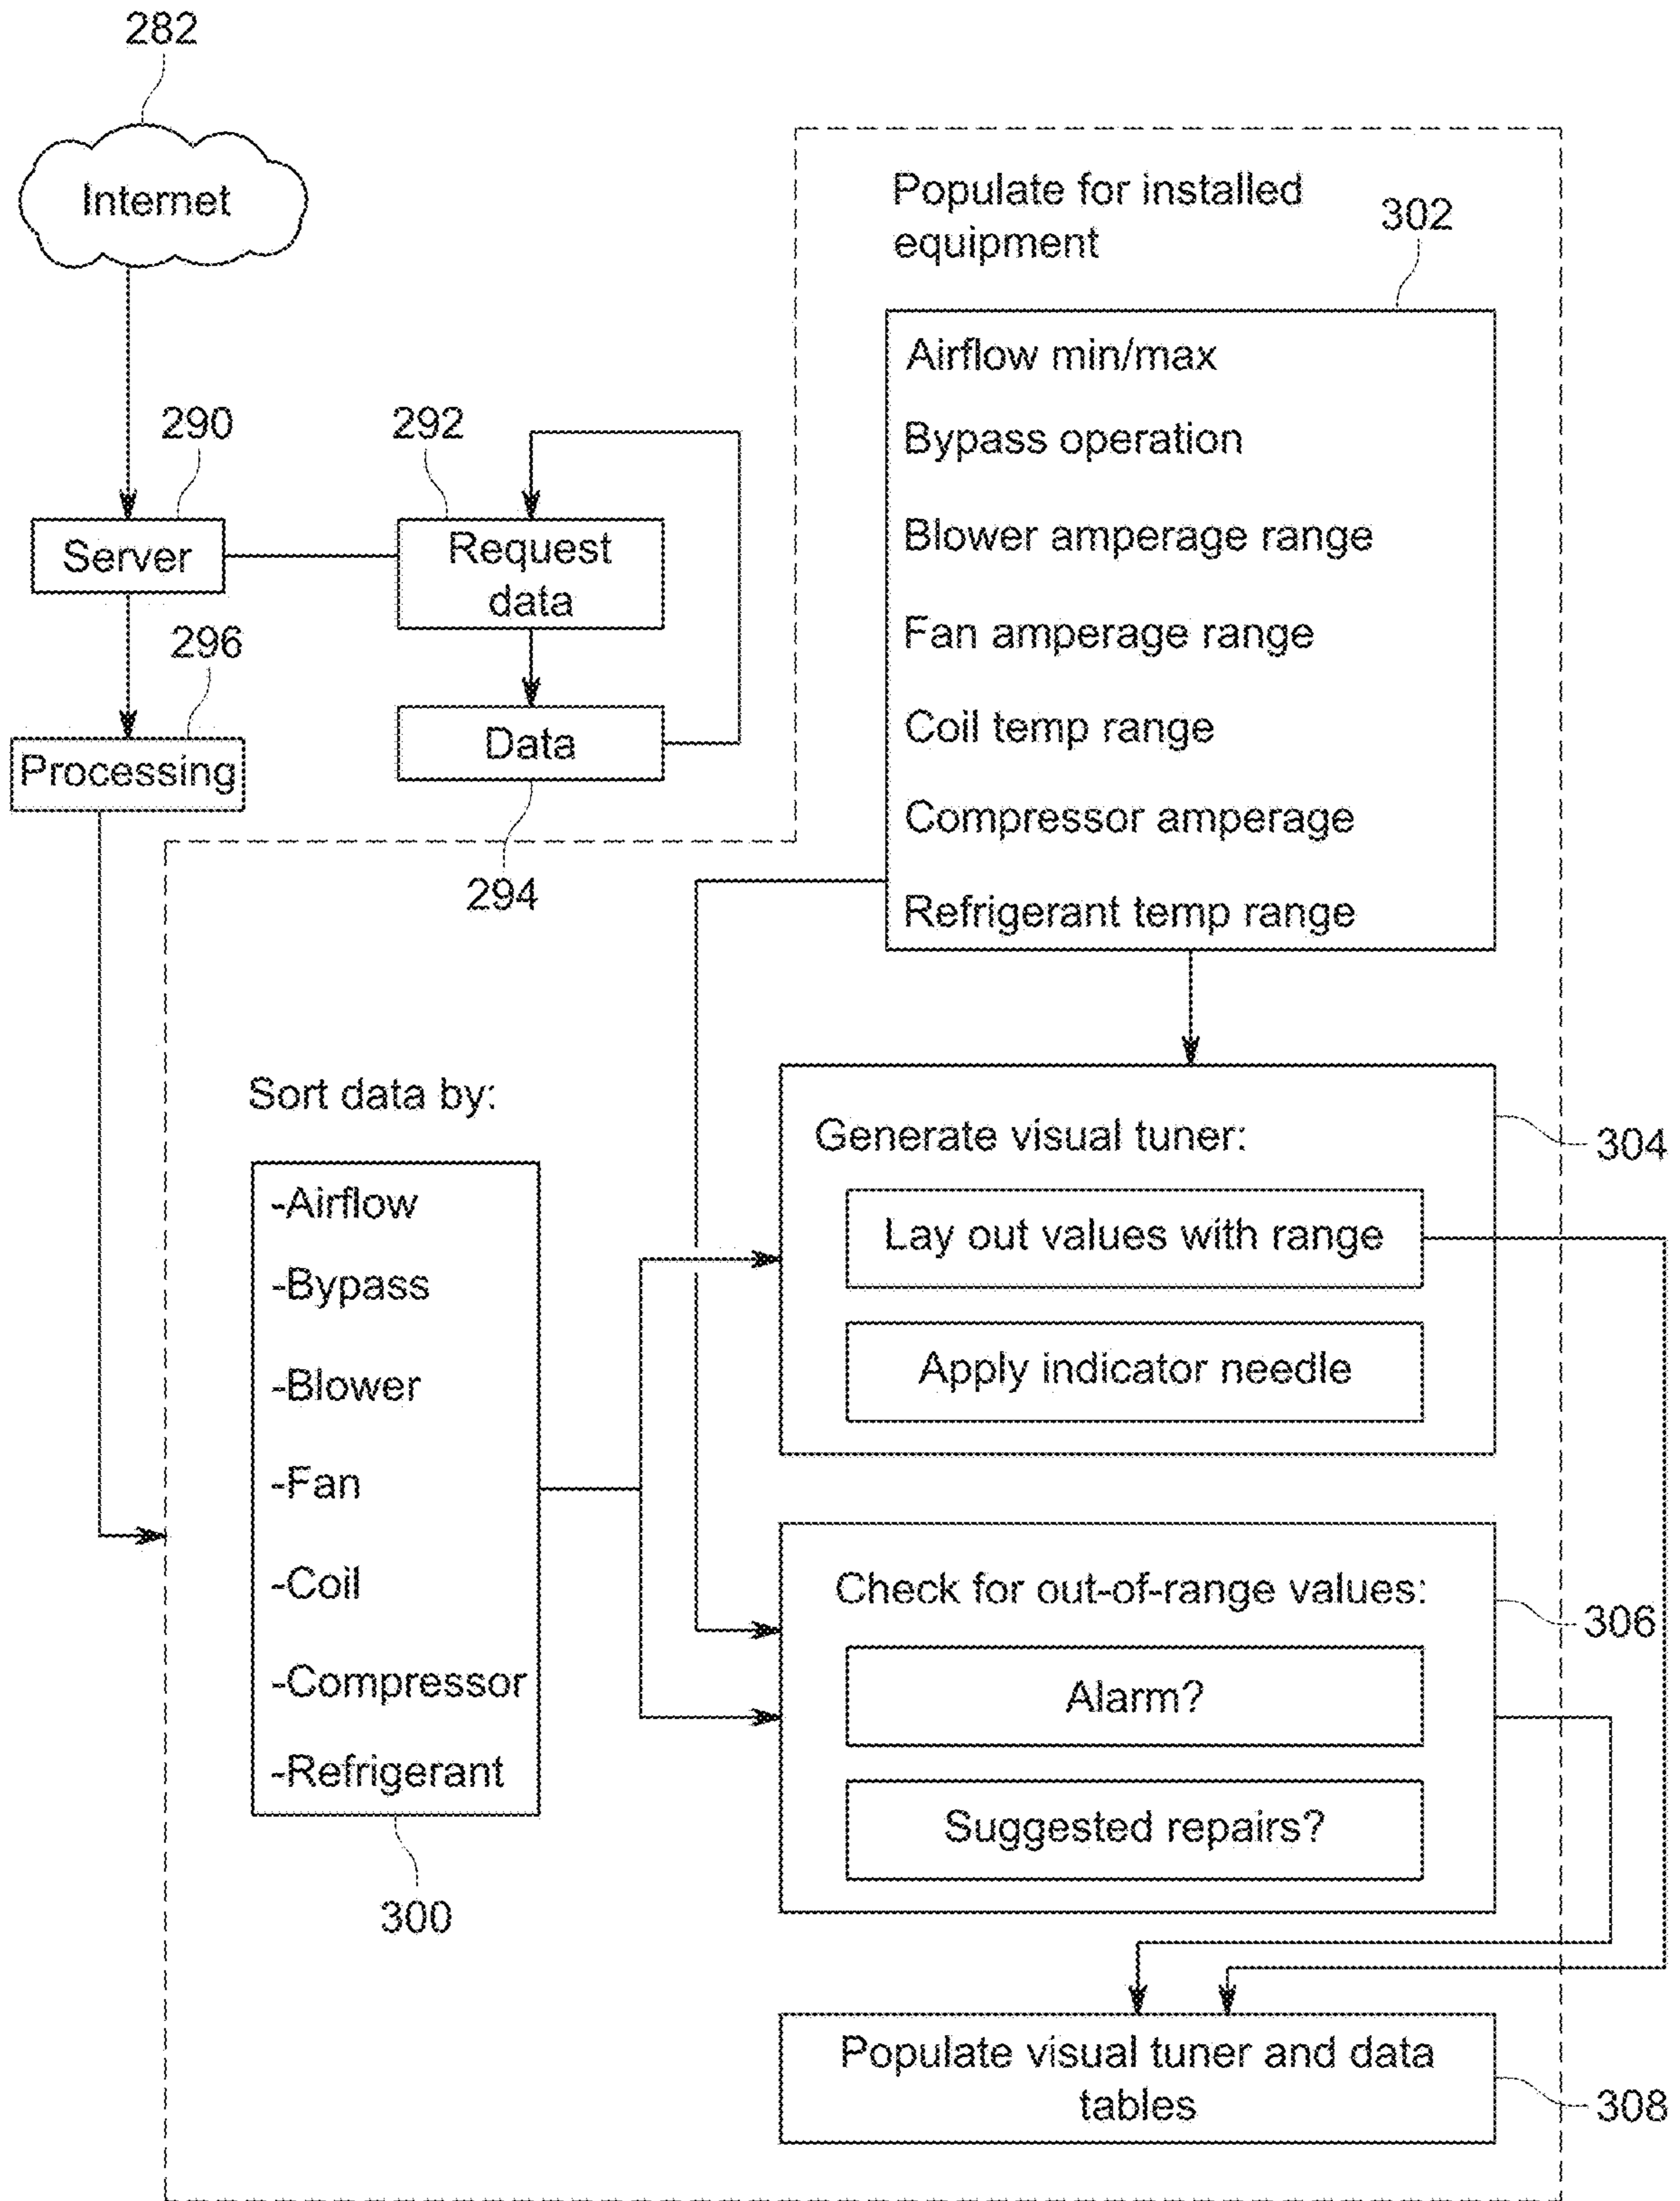 282
Internet
Populate for installed
equipment
302
Airflow min/max
Bypass operation
Blower amperage range
Fan amperage range
Coil temp range
Compressor amperage
Refrigerant temp range
290
292
Server
Request
data
296
Processing
Data
294
Sort data by:
-Airflow
-Bypass
-Blower
-Fan
-Coil
-Compressor
-Refrigerant
300
Generate visual tuner:
304
Lay out values with range
Apply indicator needle
Check for out-of-range values:
306
Alarm?
Suggested repairs?
Populate visual tuner and data
tables
308